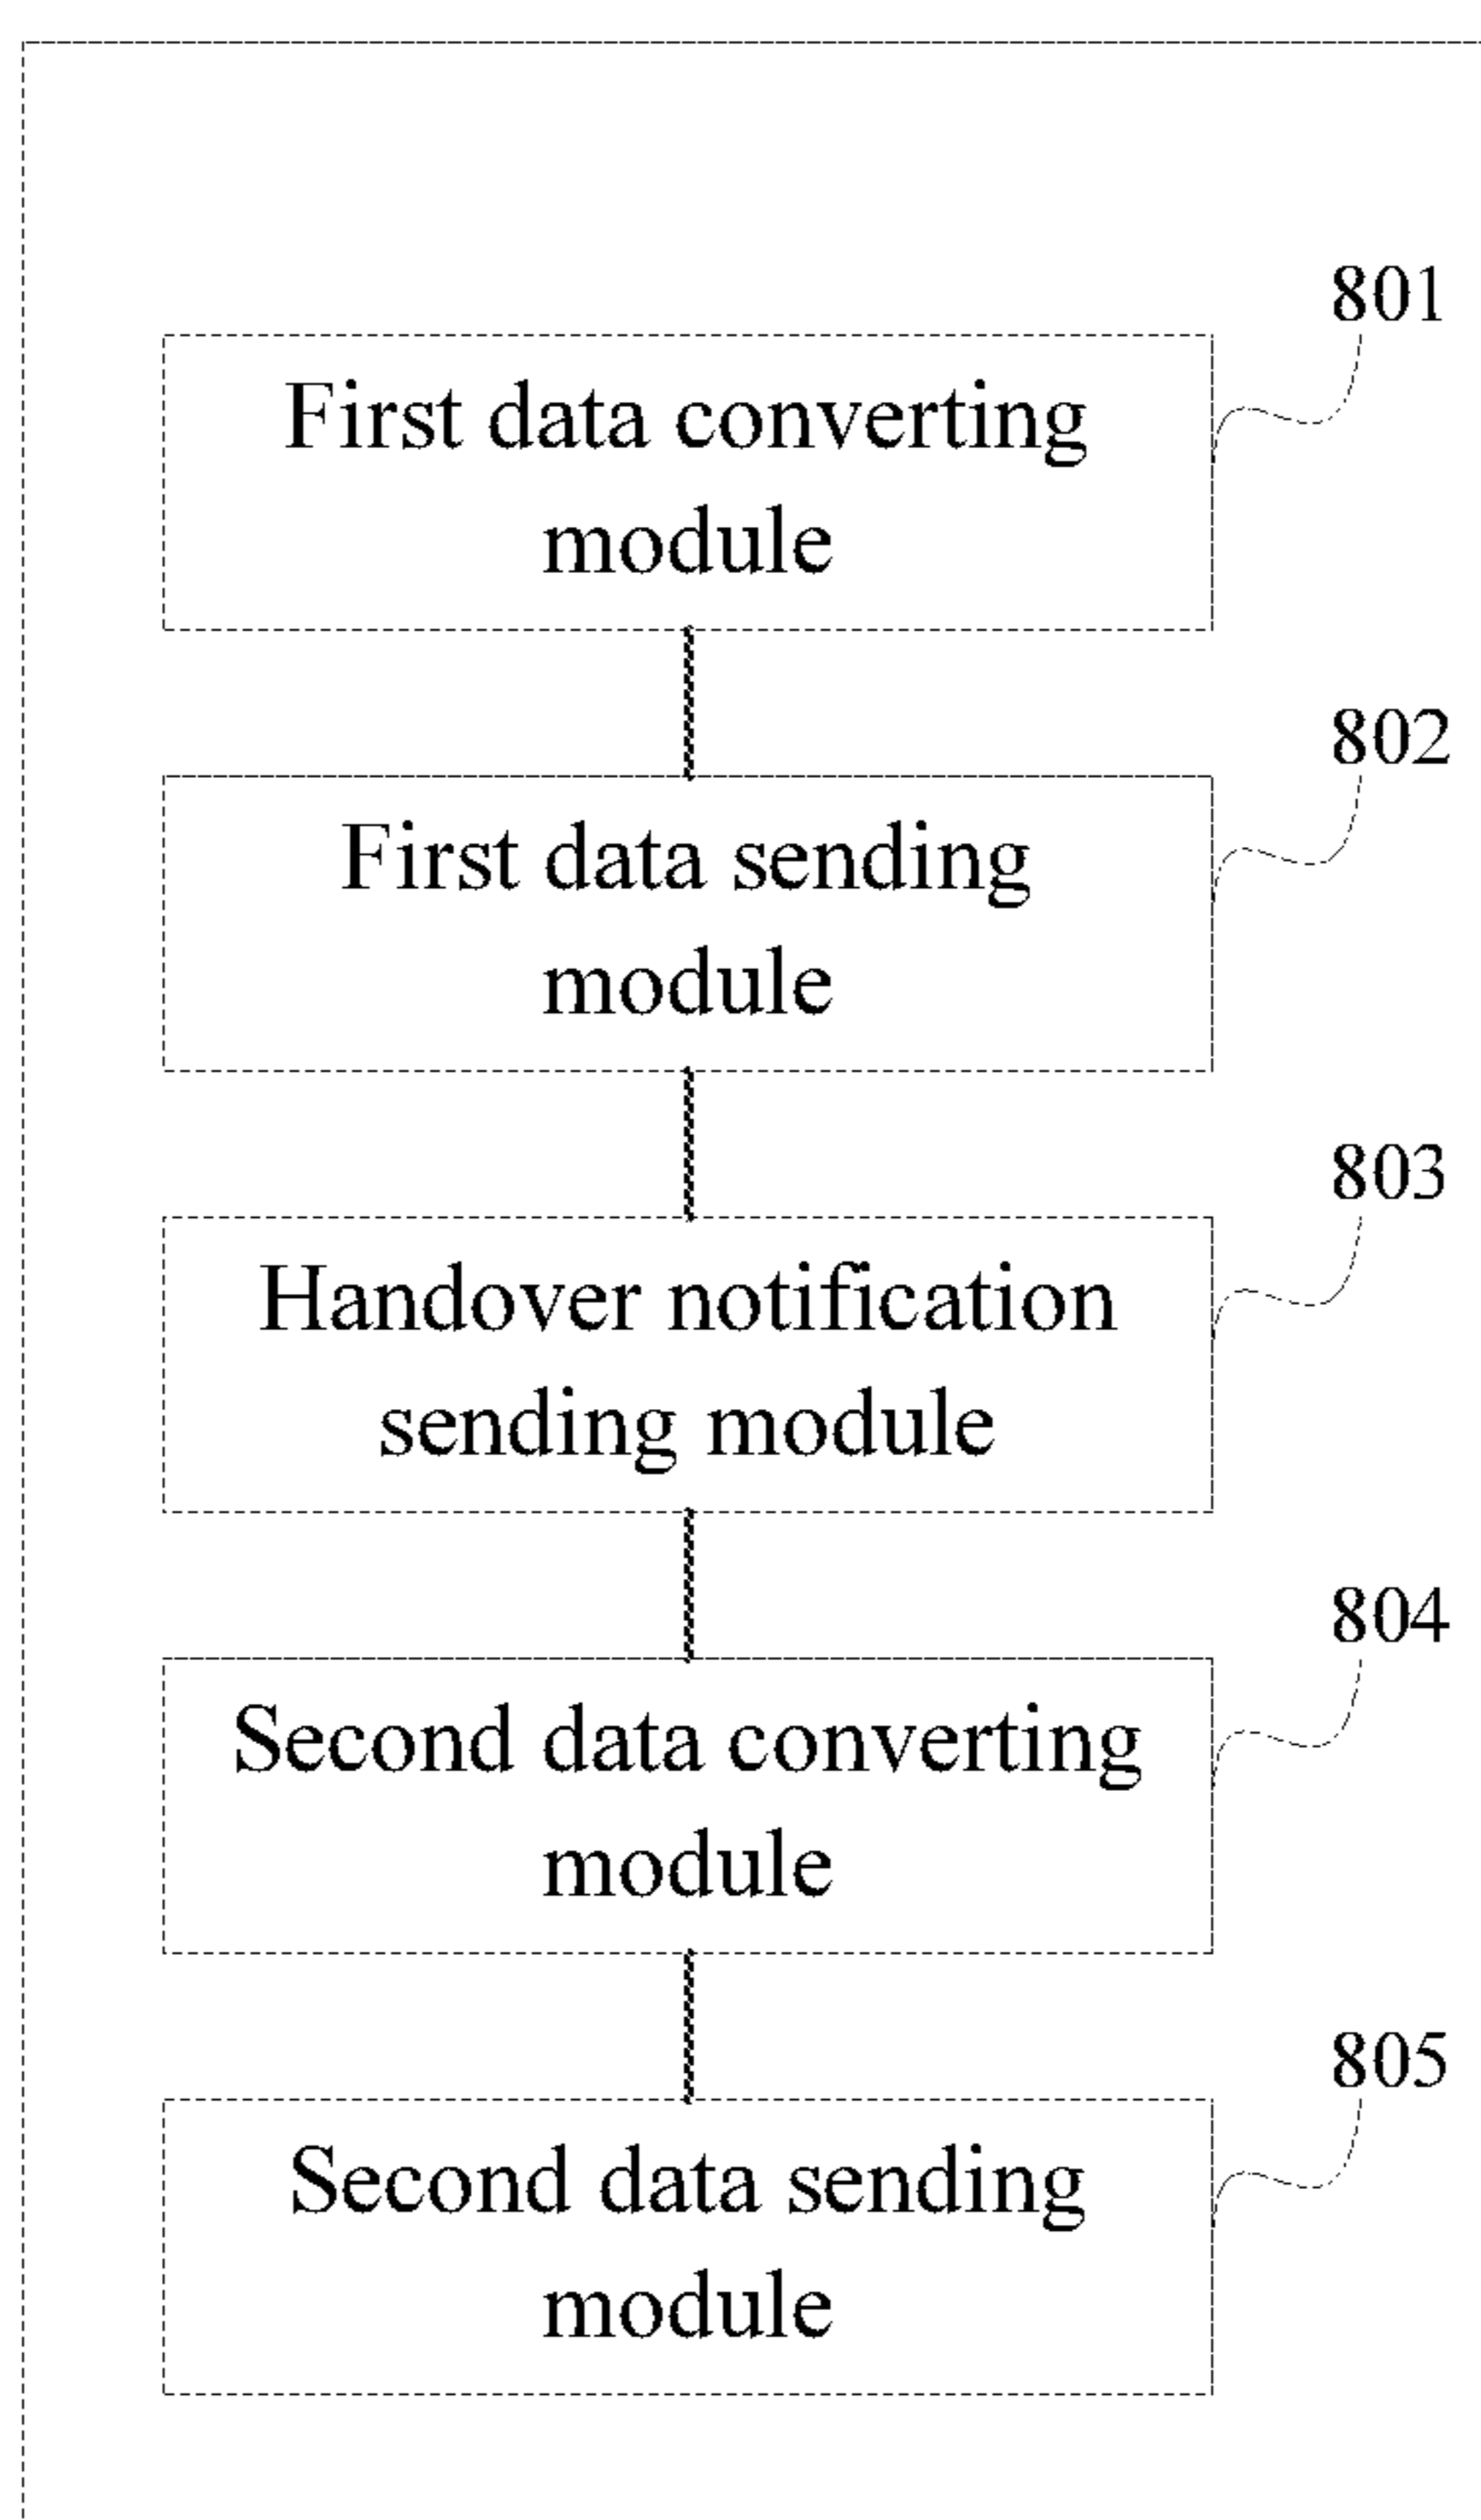 801
First data converting
module
802
First data sending
module
803
Handover notification
sending module
804
Second data converting
module
805
Second data sending
module